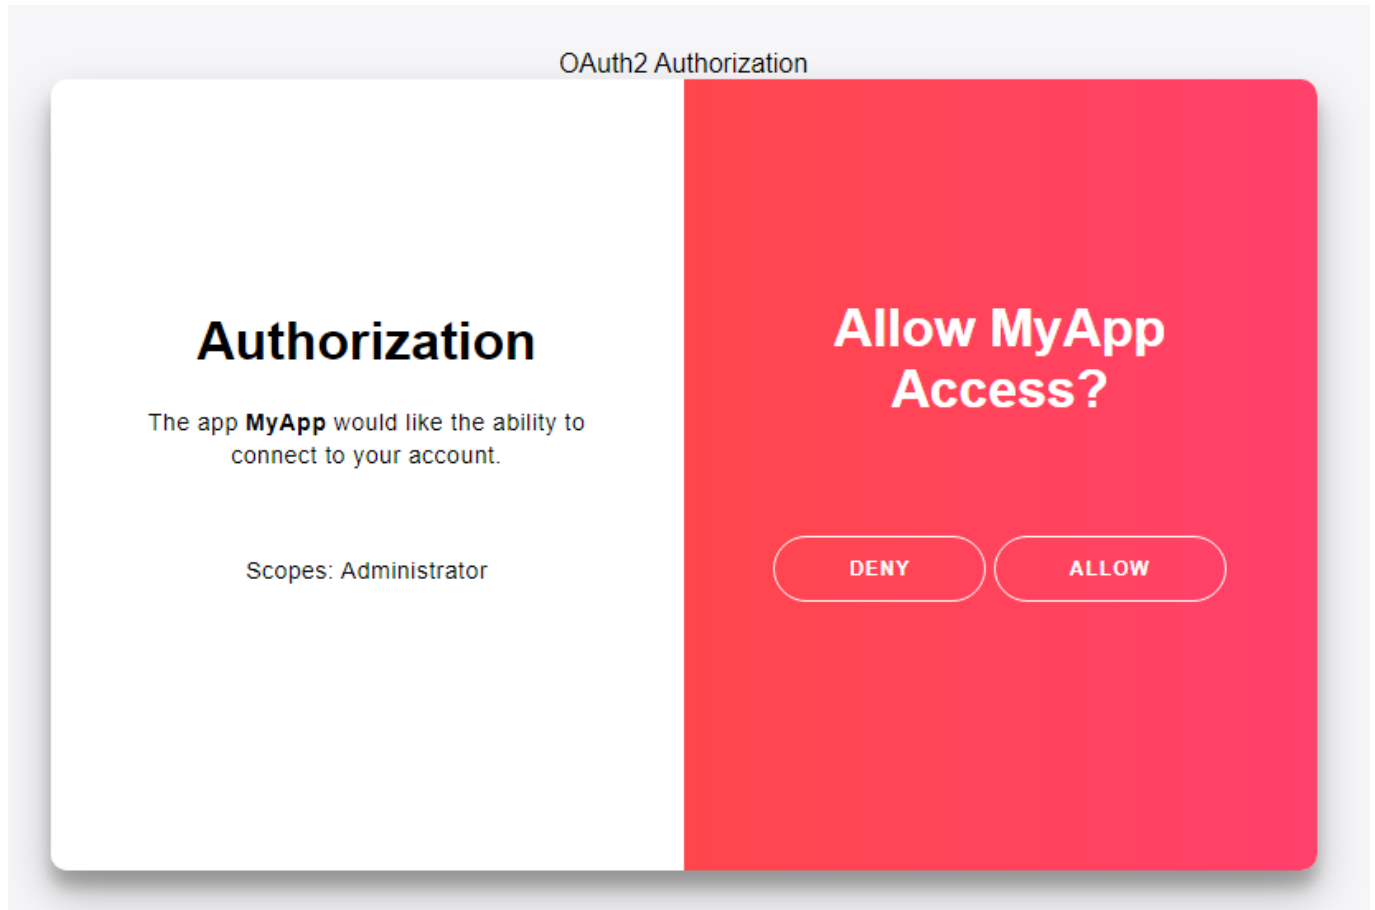 OAuth2 Authorization
Authorization
The app MyApp would like the ability to
connect to your account.
Scopes: Administrator
Allow MyApp
Access?
DENY
ALLOW